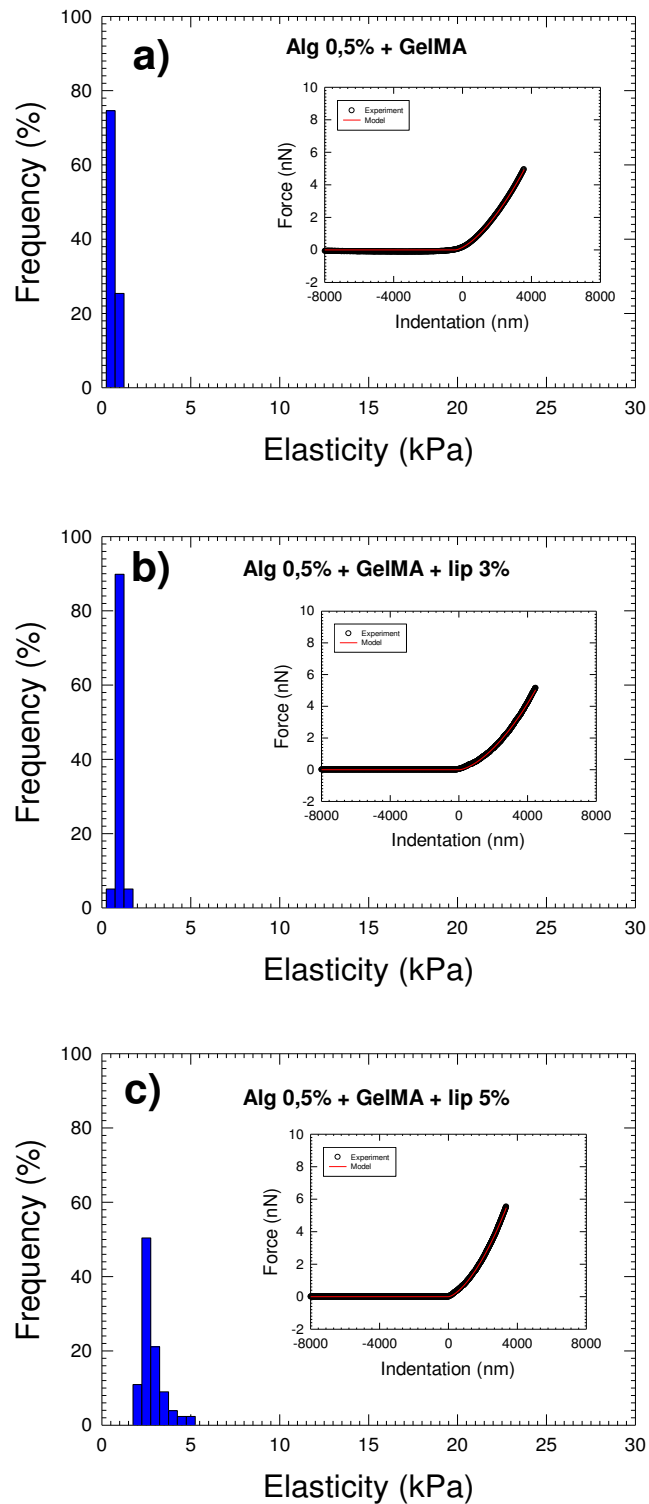 a)
Alg 0,5% + GelMA
Frequency (%)
100
80
60
40
20
0
0 5 10 15 20 25 30
Elasticity (kPa)
Force (nN)
10
8
6
4
2
0
-2
Experiment
Model
-8000 -4000 0 4000 8000
Indentation (nm)
b)
Alg 0,5% + GelMA + lip 3%
Frequency (%)
100
80
60
40
20
0
0 5 10 15 20 25 30
Elasticity (kPa)
Force (nN)
10
8
6
4
2
0
-2
Experiment
Model
-8000 -4000 0 4000 8000
Indentation (nm)
c)
Alg 0,5% + GelMA + lip 5%
Frequency (%)
100
80
60
40
20
0
0 5 10 15 20 25 30
Elasticity (kPa)
Force (nN)
10
8
6
4
2
0
-2
Experiment
Model
-8000 -4000 0 4000 8000
Indentation (nm)